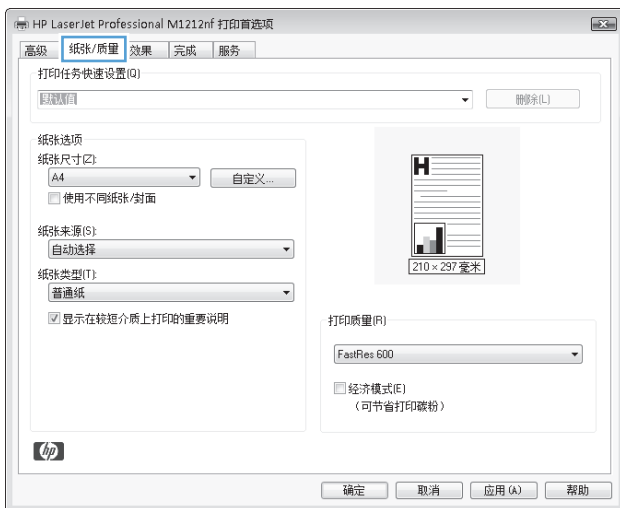 HP LaserJet Professional M1212nf 打印首选项
高级 纸张/质量 效果 完成 服务
打印任务快速设置(Q)
默认值
删除(L)
纸张选项
纸张尺寸(Z):
A4
自定义...
使用不同纸张/封面
纸张来源(S):
自动选择
纸张类型(T):
普通纸
显示在较短介质上打印的重要说明
H
210 × 297 毫米
打印质量(R)
FastRes 600
经济模式(E)
(可节省打印碳粉)
hp
确定 取消 应用(A) 帮助